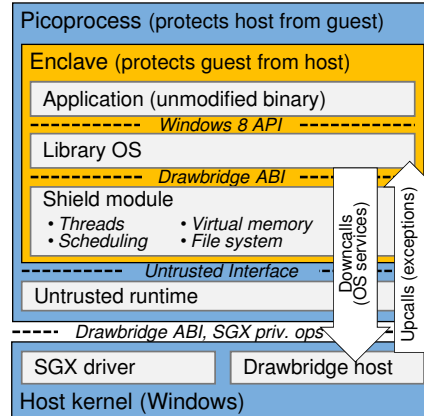 Picoprocess (protects host from guest)
Enclave (protects guest from host)
Application (unmodified binary)
Windows 8 API
Library OS
Drawbridge ABI
Shield module
• Threads • Virtual memory
• Scheduling • File system
Downcalls
(OS services)
Upcalls (exceptions)
Untrusted Interface
Untrusted runtime
Drawbridge ABI, SGX priv. ops
SGX driver Drawbridge host
Host kernel (Windows)